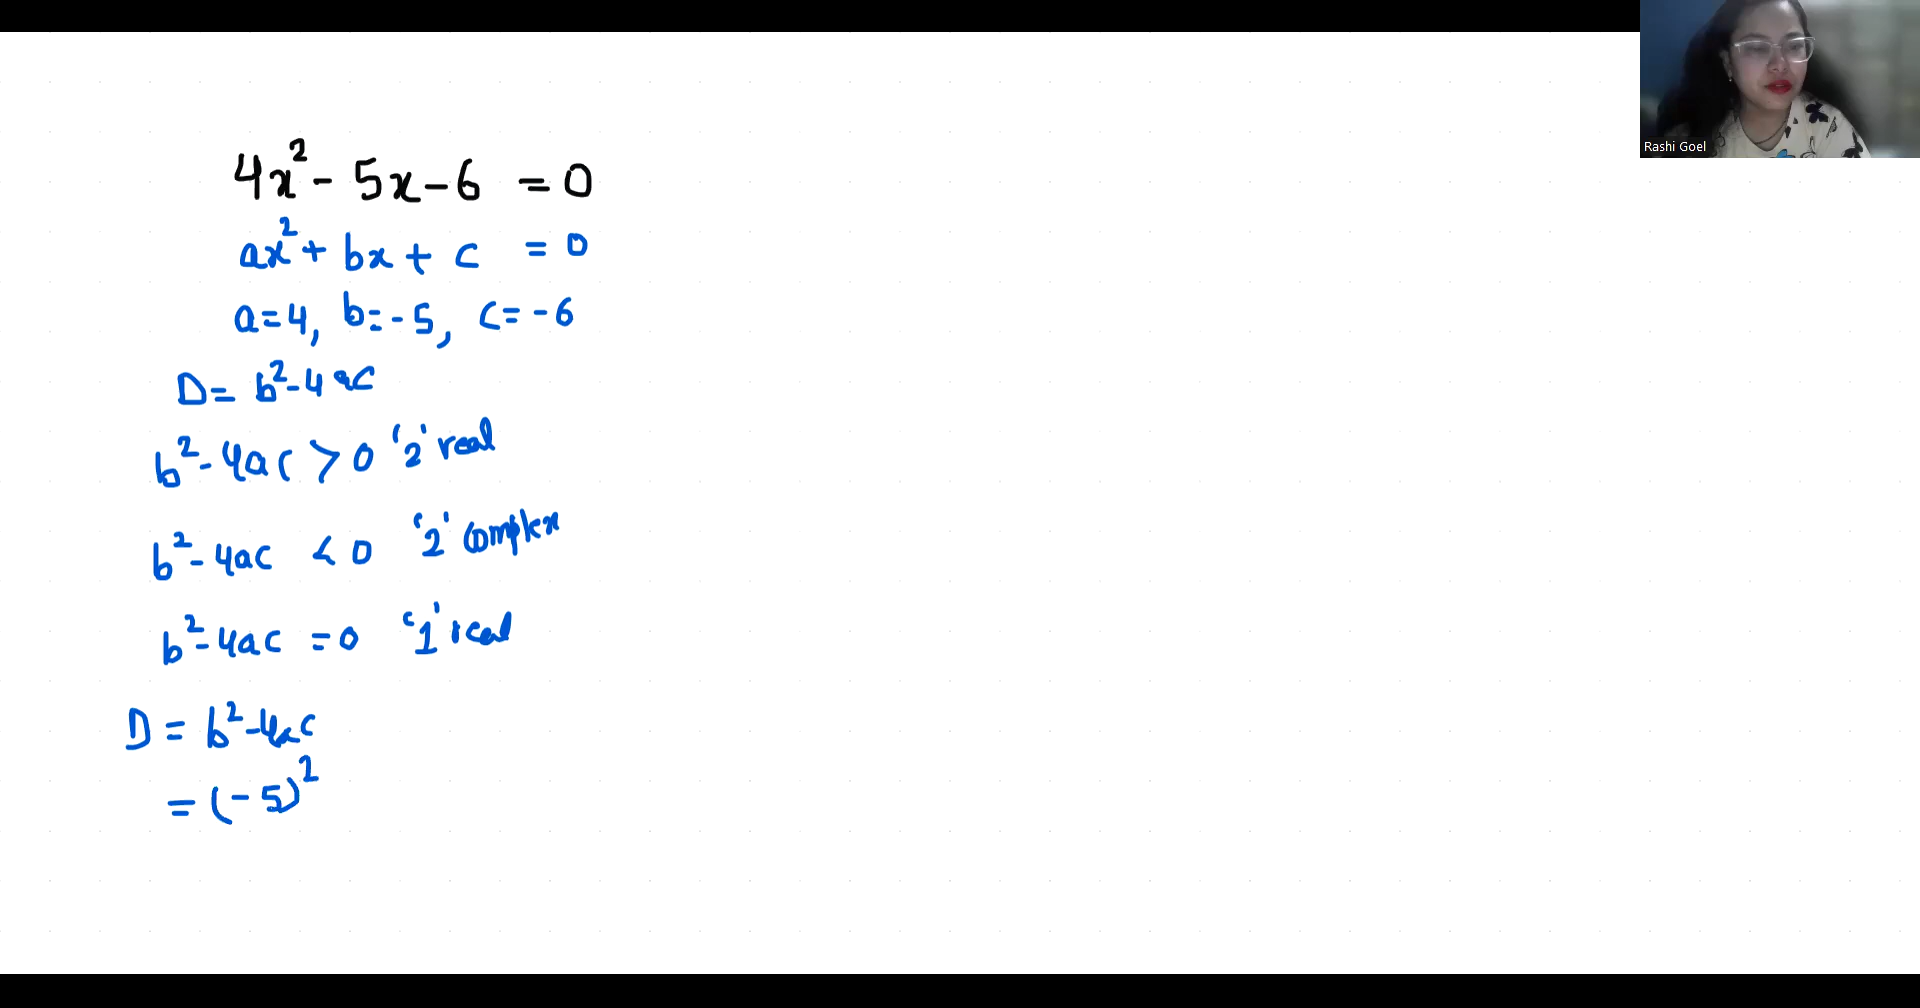 4x² - 5x - 6 = 0
ax² + bx + c = 0
a=4, b=-5, c=-6
D= b²-4ac
b²-4ac > 0 '2' real
b²-4ac < 0 '2' complex
b²-4ac = 0 '1' real
D = b²-4ac
= (-5)²
Rashi Goel